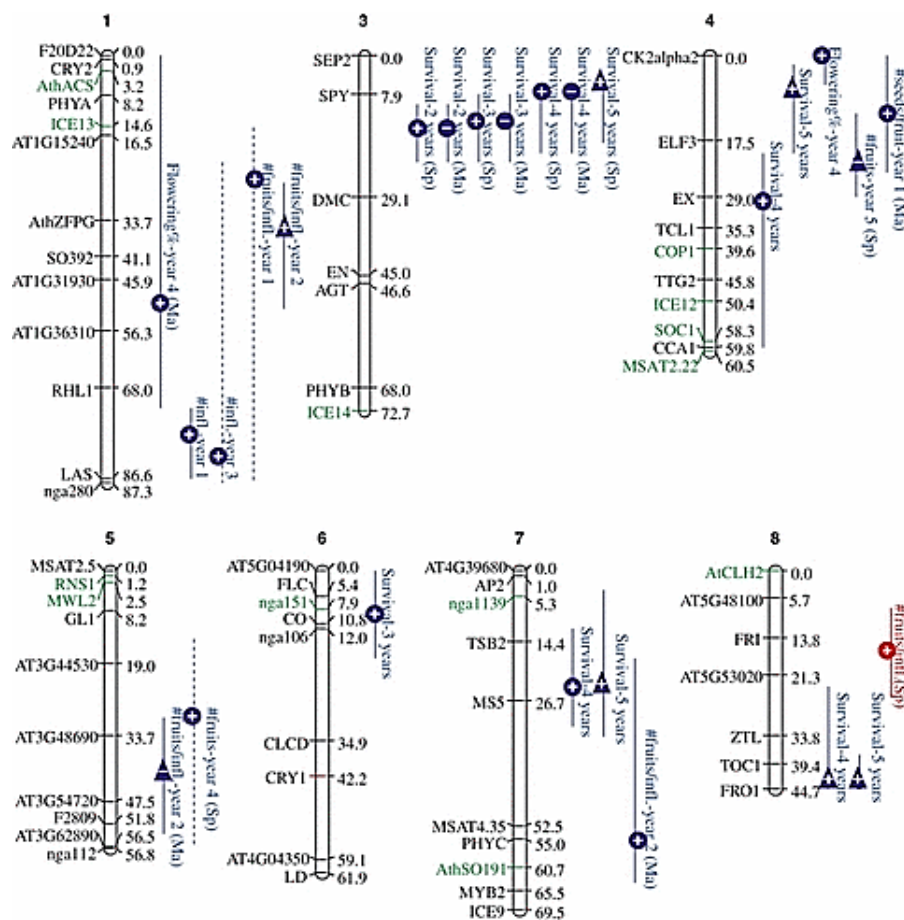 1
F20D22 0.0
CRY2 0.9
AthACS 3.2
PHYA 8.2
ICE13 14.6
AT1G15240 16.5
AthZFPG 33.7
SO392 41.1
AT1G31930 45.9
AT1G36310 56.3
RHL1 68.0
LAS 86.6
nga280 87.3
Flowering%-year 4 (Ma)
#infl.-year 1
#infl.-year 3
#fruits/infl.-year 1
#fruits/infl.-year 2
3
SEP2 0.0
SPY 7.9
DMC 29.1
EN 45.0
AGT 46.6
PHYB 68.0
ICE14 72.7
Survival-2 years (Sp)
Survival-2 years (Ma)
Survival-3 years (Sp)
Survival-3 years (Ma)
Survival-4 years (Sp)
Survival-4 years (Ma)
Survival-5 years (Sp)
4
CK2alpha2 0.0
ELF3 17.5
EX 29.0
TCL1 35.3
COP1 39.6
TTG2 45.8
ICE12 50.4
SOC1 58.3
CCA1 59.8
MSAT2.22 60.5
Survival-4 years
Survival-5 years
Flowering%-year 4
#fruits-year 5 (Sp)
#seeds/fruit-year 1 (Ma)
5
MSAT2.5 0.0
RNS1 1.2
MWL2 2.5
GL1 8.2
AT3G44530 19.0
AT3G48690 33.7
AT3G54720 47.5
F2809 51.8
AT3G62890 56.5
nga112 56.8
#fruits/infl.-year 2 (Ma)
#fruits-year 4 (Sp)
6
AT5G04190 0.0
FLC 5.4
nga151 7.9
CO 10.8
nga106 12.0
CLCD 34.9
CRY1 42.2
AT4G04350 59.1
LD 61.9
Survival-3 years
7
AT4G39680 0.0
AP2 1.0
nga1139 5.3
TSB2 14.4
MS5 26.7
MSAT4.35 52.5
PHYC 55.0
AthSO191 60.7
MYB2 65.5
ICE9 69.5
Survival-4 years
Survival-5 years
#fruits/infl.-year 2 (Ma)
8
AtCLH2 0.0
AT5G48100 5.7
FRI 13.8
AT5G53020 21.3
ZTL 33.8
TOC1 39.4
FRO1 44.7
Survival-4 years
Survival-5 years
#fruits/infl. (Sp)